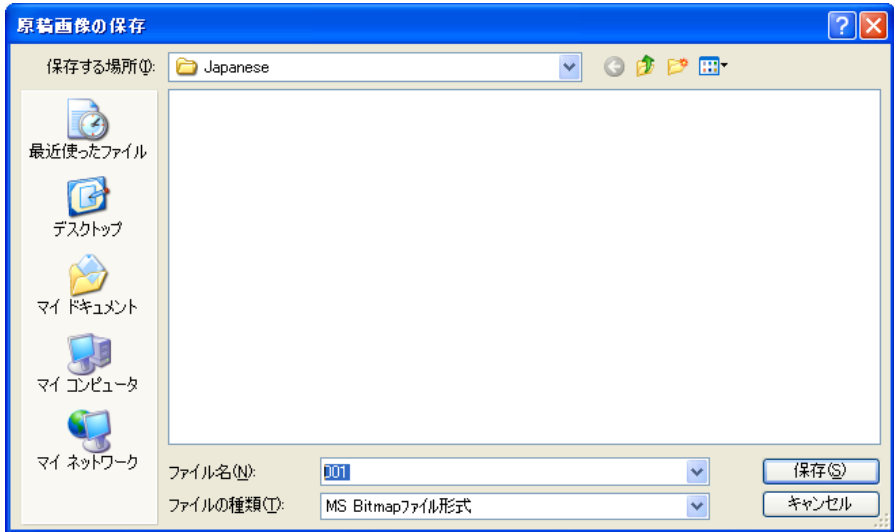 原稿画像の保存
保存する場所(I):
Japanese
最近使ったファイル
デスクトップ
マイ ドキュメント
マイ コンピュータ
マイ ネットワーク
ファイル名(N):
001
保存(S)
ファイルの種類(T):
MS Bitmapファイル形式
キャンセル